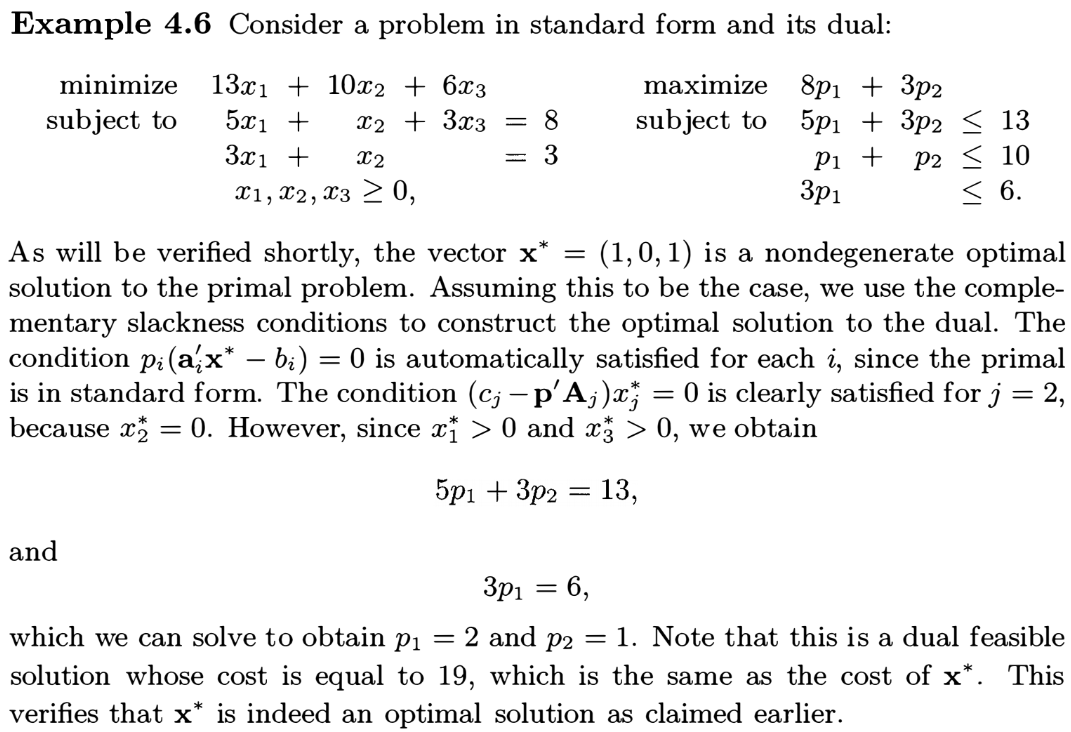 Example 4.6 Consider a problem in standard form and its dual:
minimize 13x₁ + 10x₂ + 6x₃ maximize 8p₁ + 3p₂
subject to 5x₁ + x₂ + 3x₃ = 8 subject to 5p₁ + 3p₂ ≤ 13
3x₁ + x₂ = 3 p₁ + p₂ ≤ 10
x₁, x₂, x₃ ≥ 0, 3p₁ ≤ 6.
As will be verified shortly, the vector x* = (1, 0, 1) is a nondegenerate optimal
solution to the primal problem. Assuming this to be the case, we use the comple-
mentary slackness conditions to construct the optimal solution to the dual. The
condition pᵢ(a′ᵢx* − bᵢ) = 0 is automatically satisfied for each i, since the primal
is in standard form. The condition (cⱼ − p′Aⱼ)x*ⱼ = 0 is clearly satisfied for j = 2,
because x*₂ = 0. However, since x*₁ > 0 and x*₃ > 0, we obtain
5p₁ + 3p₂ = 13,
and
3p₁ = 6,
which we can solve to obtain p₁ = 2 and p₂ = 1. Note that this is a dual feasible
solution whose cost is equal to 19, which is the same as the cost of x*. This
verifies that x* is indeed an optimal solution as claimed earlier.